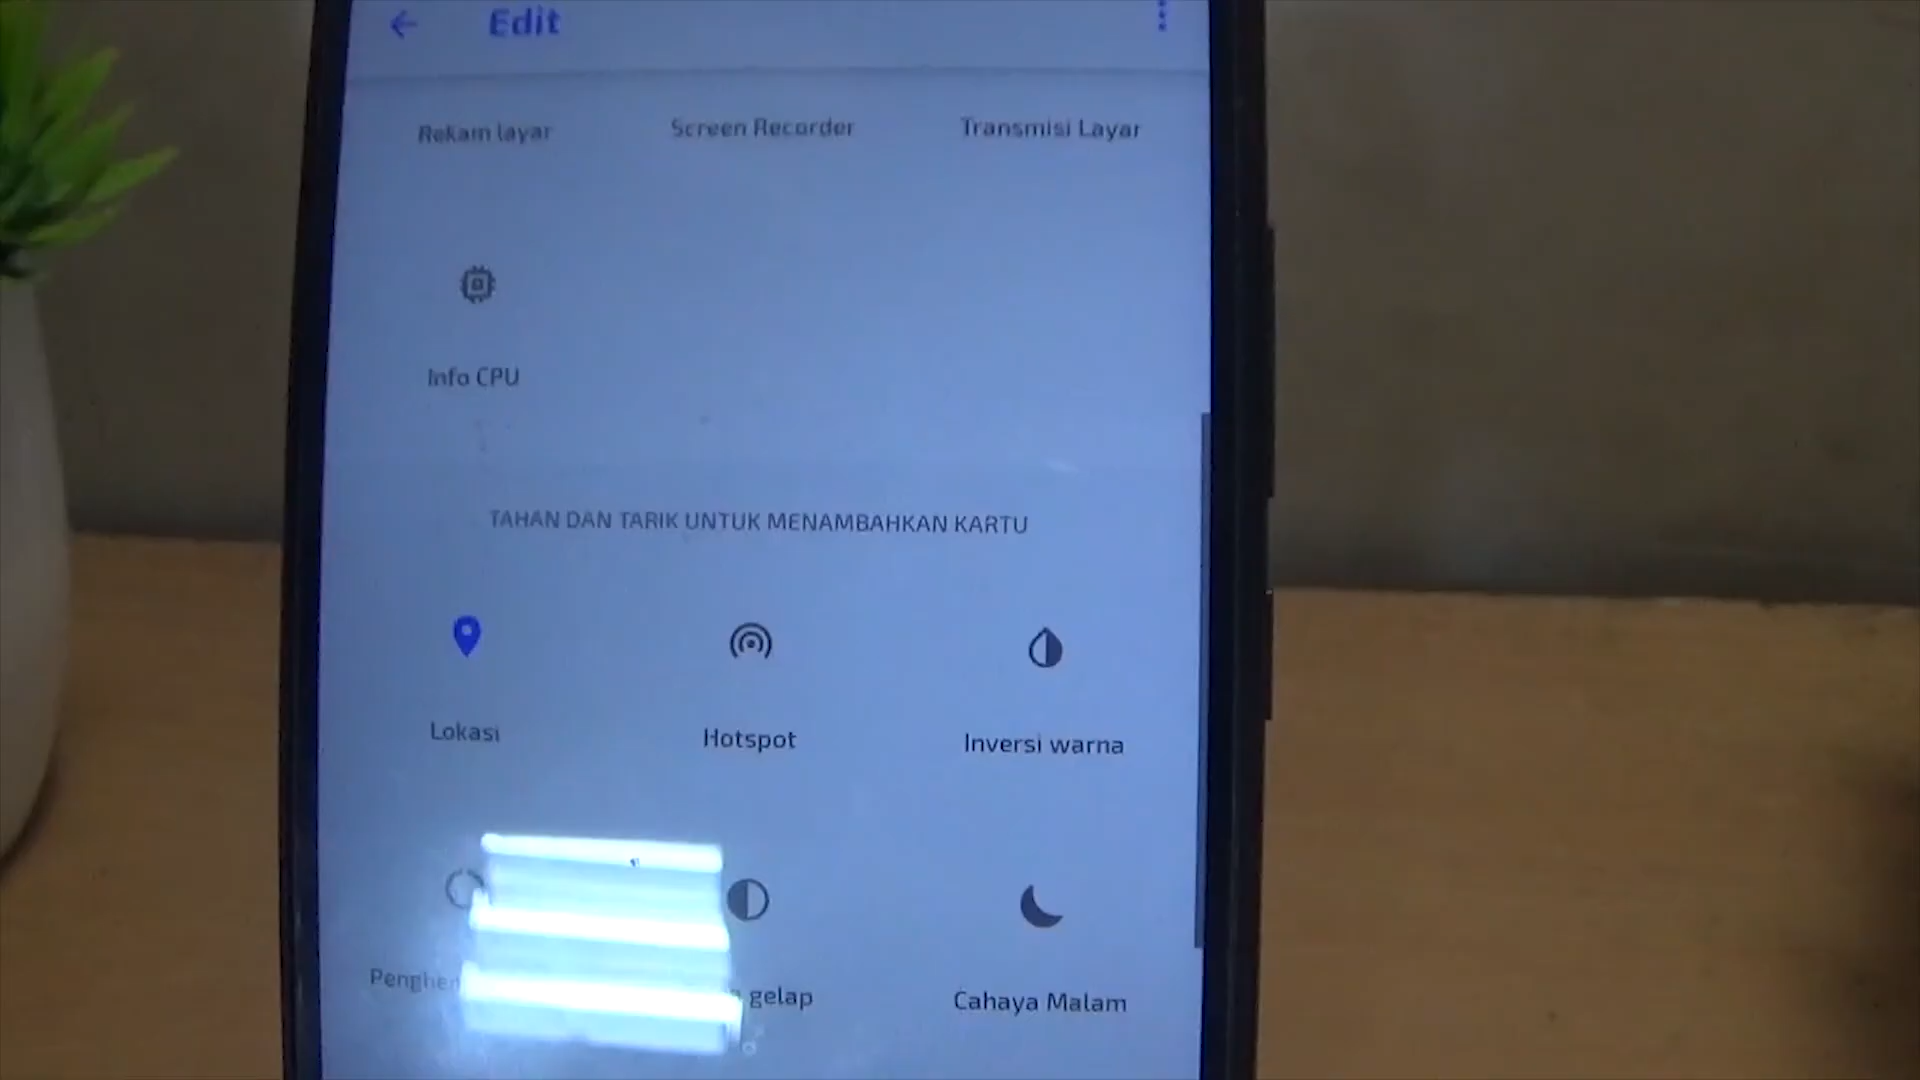 Edit
Rekam layar
Screen Recorder
Transmisi Layar
Info CPU
TAHAN DAN TARIK UNTUK MENAMBAHKAN KARTU
Lokasi
Hotspot
Inversi warna
gelap
Cahaya Malam